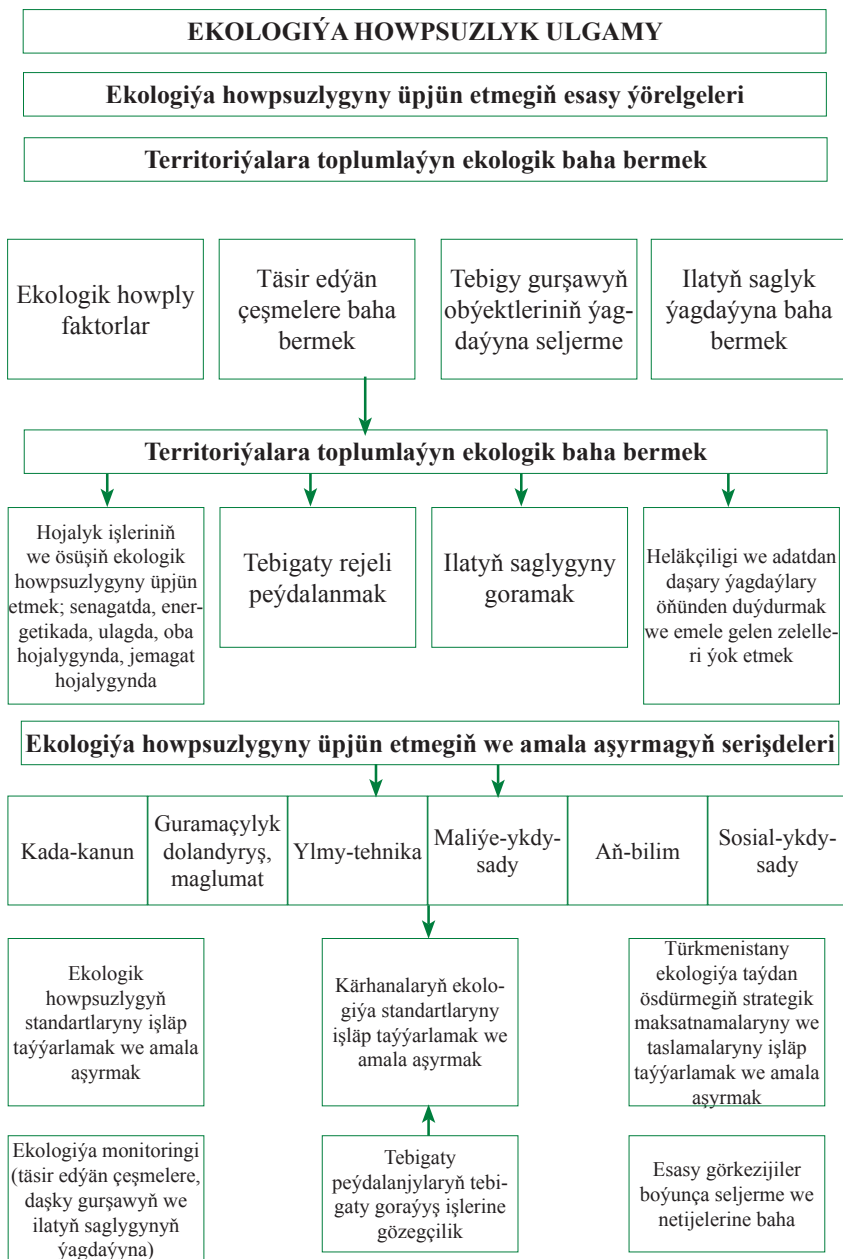 EKOLOGIÝA HOWPSUZLYK ULGAMY
Ekologiýa howpsuzlygyny üpjün etmegiň esasy ýörelgeleri
Territoriýalara toplumlaýyn ekologik baha bermek
Ekologik howply
faktorlar
Täsir edýän
çeşmelere baha
bermek
Tebigy gurşawyň
obýektleriniň ýag-
daýyna seljerme
Ilatyň saglyk
ýagdaýyna baha
bermek
Territoriýalara toplumlaýyn ekologik baha bermek
Hojalyk işleriniň
we ösüşiň ekologik
howpsuzlygyny üpjün
etmek; senagatda, ener-
getikada, ulagda, oba
hojalygynda, jemagat
hojalygynda
Tebigaty rejeli
peýdalanmak
Ilatyň saglygyny
goramak
Heläkçiligi we adatdan
daşary ýagdaýlary
öňünden duýdurmak
we emele gelen zelelle-
ri ýok etmek
Ekologiýa howpsuzlygyny üpjün etmegiň we amala aşyrmagyň serişdeleri
Kada-kanun
Guramaçylyk
dolandyryş,
maglumat
Ylmy-tehnika
Maliýe-ykdy-
sady
Aň-bilim
Sosial-ykdy-
sady
Ekologik
howpsuzlygyň
standartlaryny işläp
taýýarlamak we amala
aşyrmak
Kärhanalaryň ekolo-
giýa standartlaryny
işläp taýýarlamak we
amala aşyrmak
Türkmenistany
ekologiýa taýdan
ösdürmegiň strategik
maksatnamalaryny we
taslamalaryny işläp
taýýarlamak we amala
aşyrmak
Ekologiýa monitoringi
(täsir edýän çeşmelere,
daşky gurşawyň we
ilatyň saglygynyň
ýagdaýyna)
Tebigaty
peýdalanjylaryň tebi-
gaty goraýyş işlerine
gözegçilik
Esasy görkezijiler
boýunça seljerme we
netijelerine baha